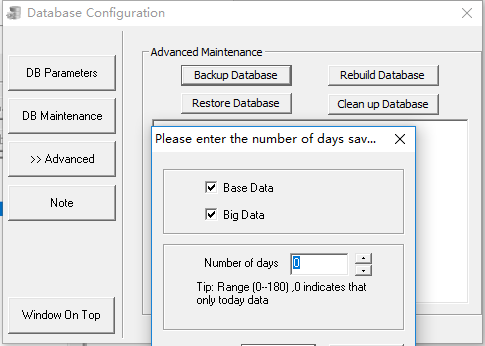 Database Configuration
Advanced Maintenance
DB Parameters
DB Maintenance
>> Advanced
Note
Window On Top
Backup Database
Rebuild Database
Restore Database
Clean up Database
Please enter the number of days sav...
Base Data
Big Data
Number of days
0
Tip: Range (0--180) ,0 indicates that
only today data